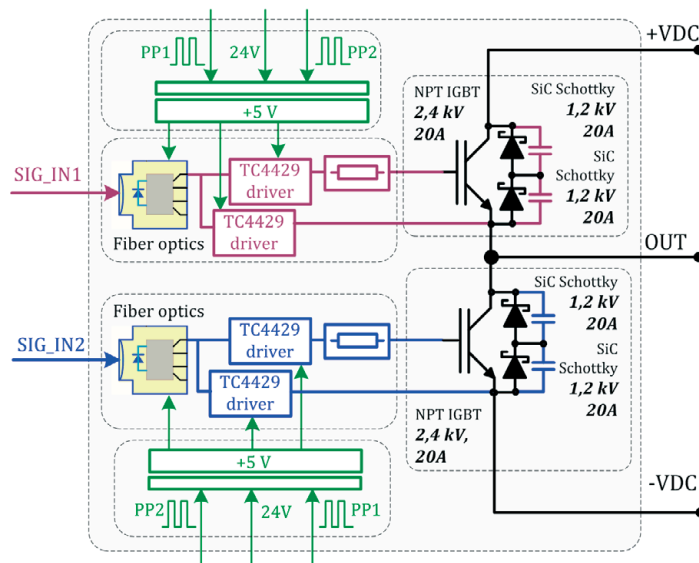 PP1
24V
PP2
+VDC
+5 V
NPT IGBT
2,4 kV
20A
SiC Schottky
1,2 kV
20A
SiC
Schottky
1,2 kV
20A
SIG_IN1
TC4429
driver
TC4429
driver
Fiber optics
OUT
Fiber optics
SIG_IN2
TC4429
driver
TC4429
driver
SiC Schottky
1,2 kV
20A
SiC
Schottky
1,2 kV
20A
NPT IGBT
2,4 kV,
20A
+5 V
PP2
24V
PP1
-VDC